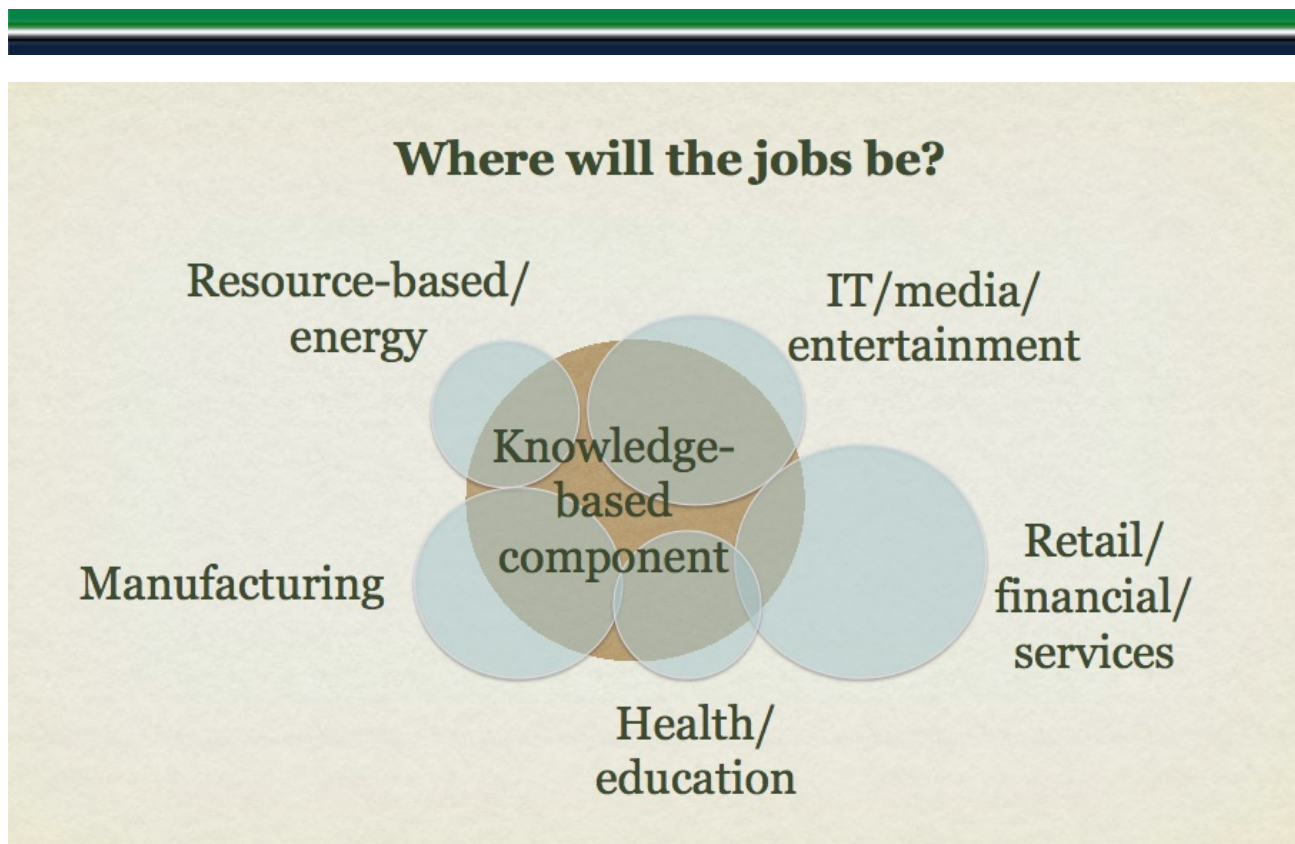 Where will the jobs be?
Resource-based/
energy
IT/media/
entertainment
Knowledge-
based
component
Manufacturing
Retail/
financial/
services
Health/
education